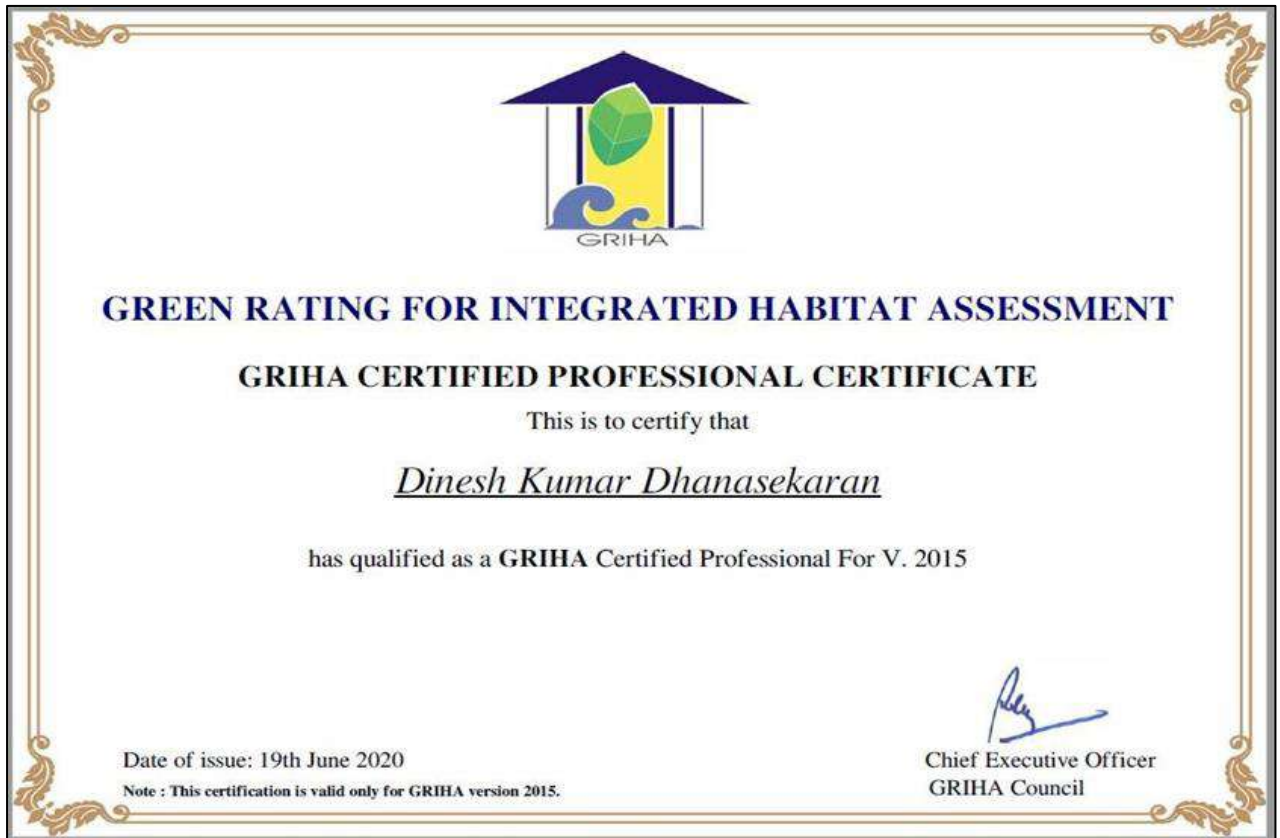 GRIHA
GREEN RATING FOR INTEGRATED HABITAT ASSESSMENT
GRIHA CERTIFIED PROFESSIONAL CERTIFICATE
This is to certify that
Dinesh Kumar Dhanasekaran
has qualified as a GRIHA Certified Professional For V. 2015
Date of issue: 19th June 2020
Note : This certification is valid only for GRIHA version 2015.
Chief Executive Officer
GRIHA Council